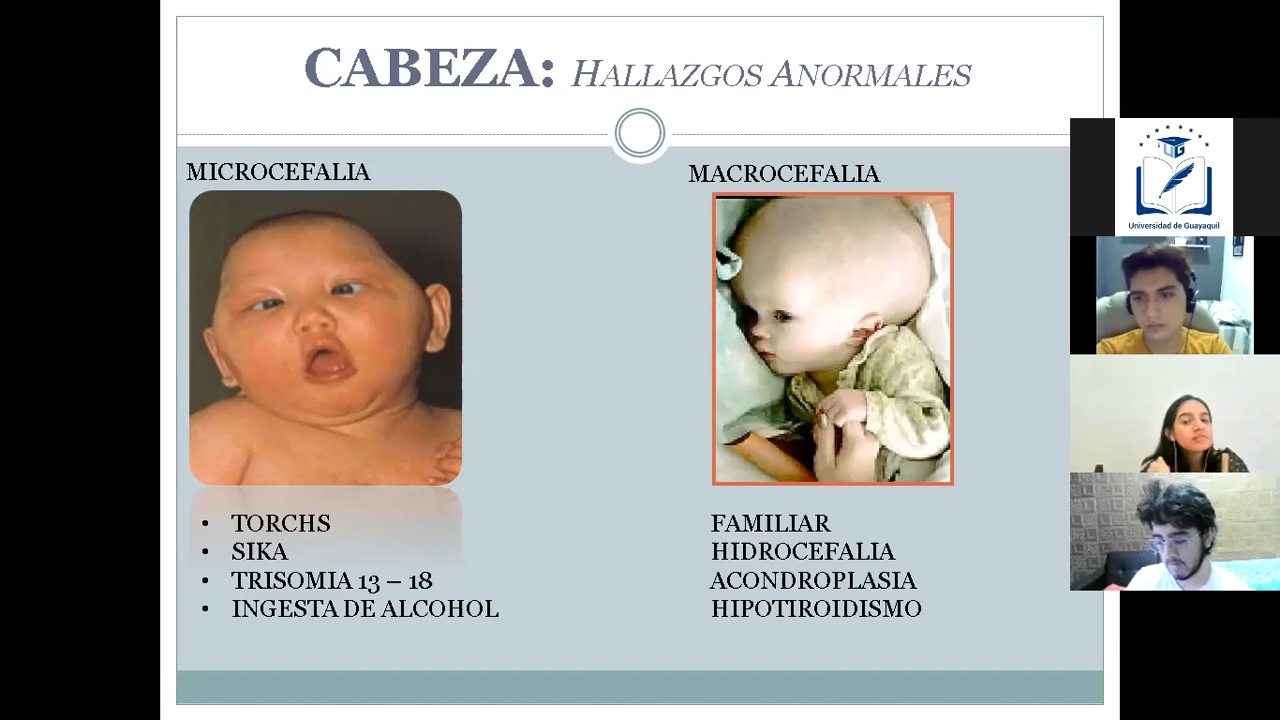 CABEZA: HALLAZGOS ANORMALES
MICROCEFALIA
• TORCHS
• SIKA
• TRISOMIA 13 – 18
• INGESTA DE ALCOHOL
MACROCEFALIA
FAMILIAR
HIDROCEFALIA
ACONDROPLASIA
HIPOTIROIDISMO
UG
Universidad de Guayaquil